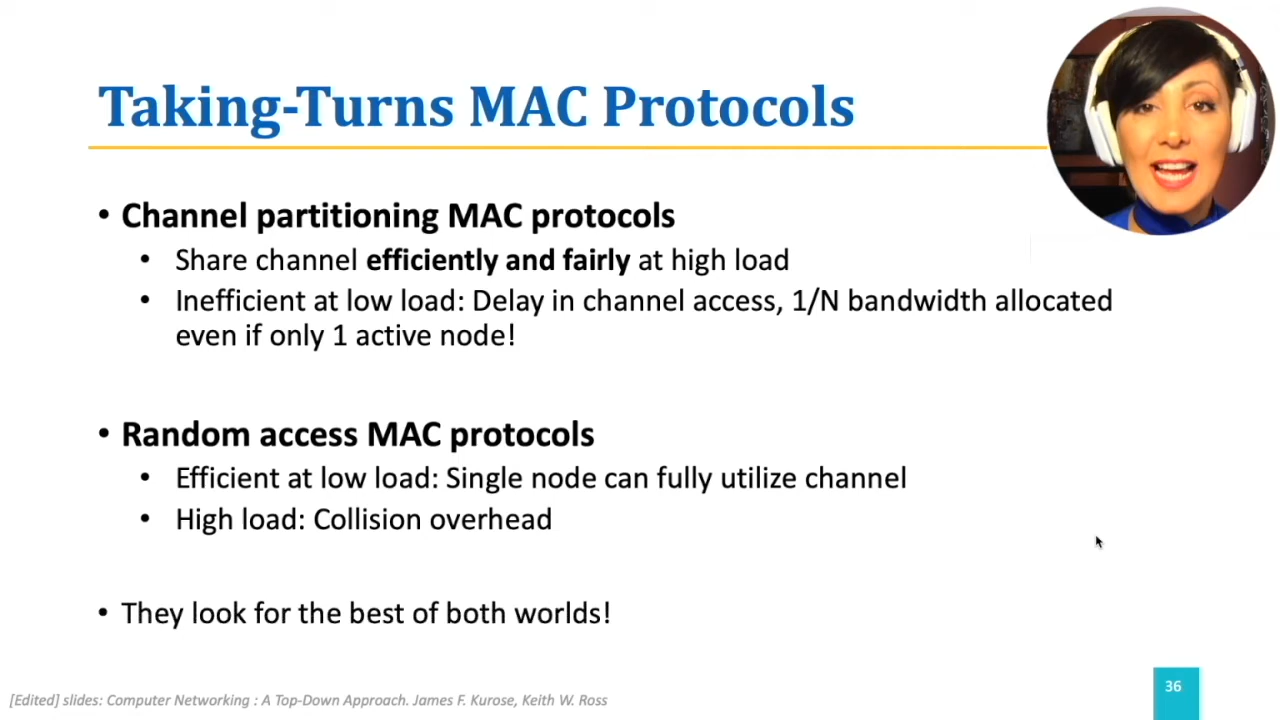 Taking-Turns MAC Protocols
• Channel partitioning MAC protocols
• Share channel efficiently and fairly at high load
• Inefficient at low load: Delay in channel access, 1/N bandwidth allocated
even if only 1 active node!
• Random access MAC protocols
• Efficient at low load: Single node can fully utilize channel
• High load: Collision overhead
• They look for the best of both worlds!
[Edited] slides: Computer Networking : A Top-Down Approach. James F. Kurose, Keith W. Ross
36